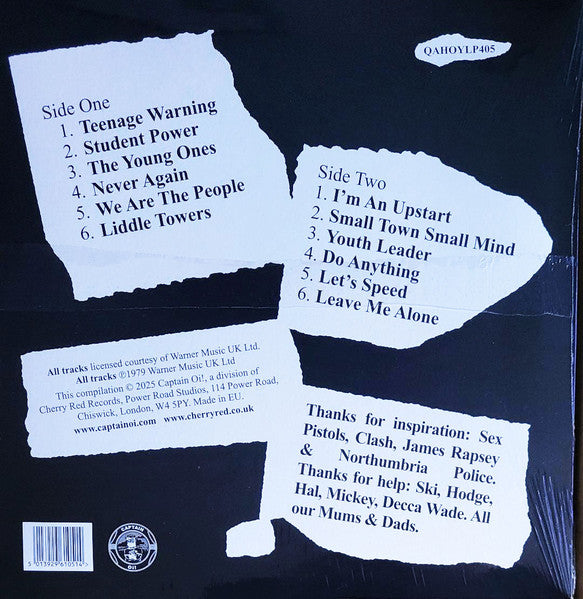 QAHOYLP405
Side One
1. Teenage Warning
2. Student Power
3. The Young Ones
4. Never Again
5. We Are The People
6. Liddle Towers
Side Two
1. I'm An Upstart
2. Small Town Small Mind
3. Youth Leader
4. Do Anything
5. Let's Speed
6. Leave Me Alone
All tracks licensed courtesy of Warner Music UK Ltd.
All tracks ℗1979 Warner Music UK Ltd
This compilation © 2025 Captain Oi!, a division of
Cherry Red Records, Power Road Studios, 114 Power Road,
Chiswick, London, W4 5PY. Made in EU.
www.captainoi.com www.cherryred.co.uk
Thanks for inspiration: Sex
Pistols, Clash, James Rapsey
& Northumbria Police.
Thanks for help: Ski, Hodge,
Hal, Mickey, Decca Wade. All
our Mums & Dads.
5 013929 610514 >
CAPTAIN
OI!